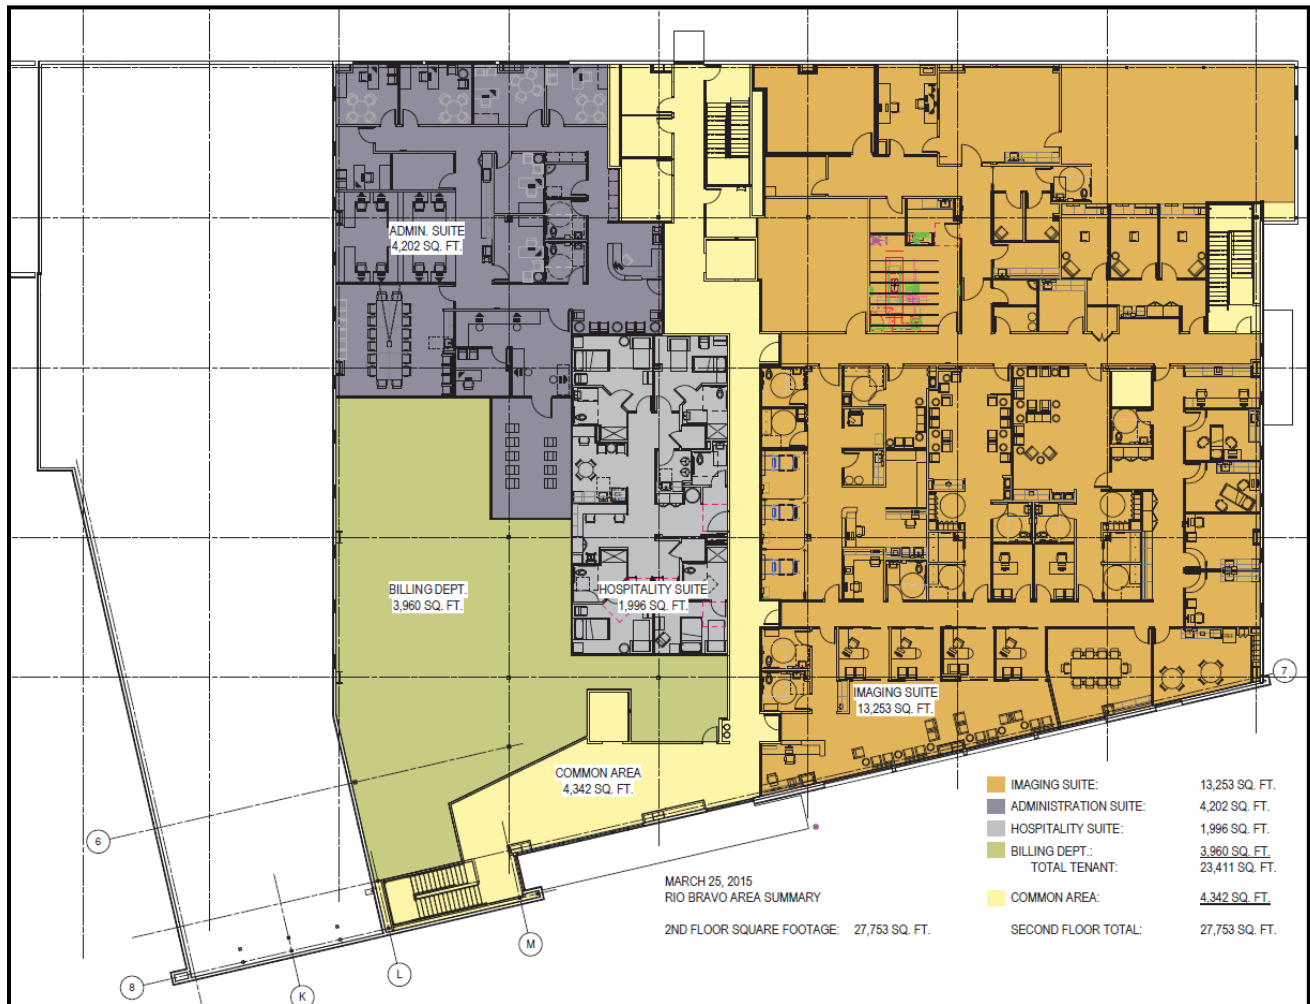 ADMIN. SUITE
4,202 SQ. FT.
BILLING DEPT.
3,960 SQ. FT.
HOSPITALITY SUITE
1,996 SQ. FT.
IMAGING SUITE
13,253 SQ. FT.
COMMON AREA
4,342 SQ. FT.
7
6
8
K
L
M
IMAGING SUITE: 13,253 SQ. FT.
ADMINISTRATION SUITE: 4,202 SQ. FT.
HOSPITALITY SUITE: 1,996 SQ. FT.
BILLING DEPT.: 3,960 SQ. FT.
TOTAL TENANT: 23,411 SQ. FT.
COMMON AREA: 4,342 SQ. FT.
SECOND FLOOR TOTAL: 27,753 SQ. FT.
MARCH 25, 2015
RIO BRAVO AREA SUMMARY
2ND FLOOR SQUARE FOOTAGE: 27,753 SQ. FT.